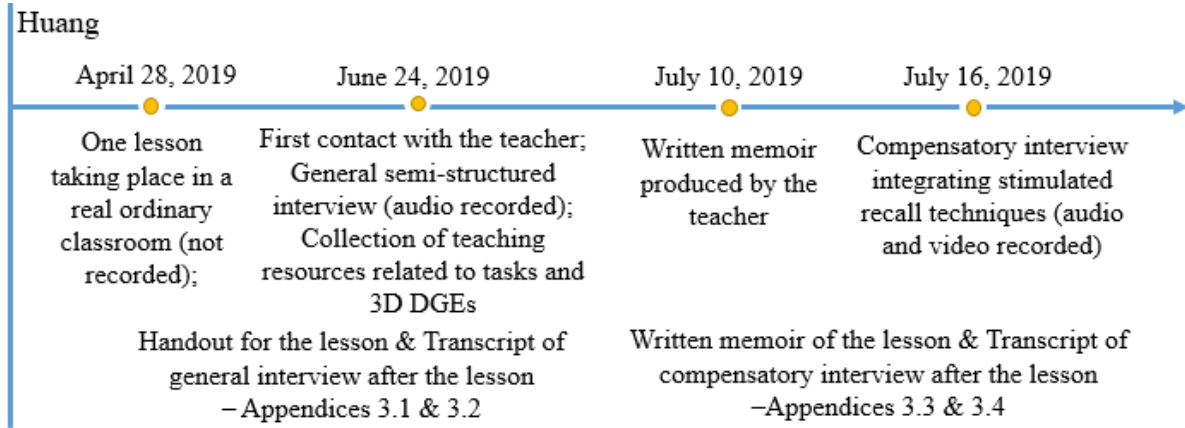 Huang
April 28, 2019
June 24, 2019
July 10, 2019
July 16, 2019
One lesson
taking place in a
real ordinary
classroom (not
recorded);
First contact with the teacher;
General semi-structured
interview (audio recorded);
Collection of teaching
resources related to tasks and
3D DGEs
Written memoir
produced by the
teacher
Compensatory interview
integrating stimulated
recall techniques (audio
and video recorded)
Handout for the lesson & Transcript of
general interview after the lesson
–Appendices 3.1 & 3.2
Written memoir of the lesson & Transcript of
compensatory interview after the lesson
–Appendices 3.3 & 3.4